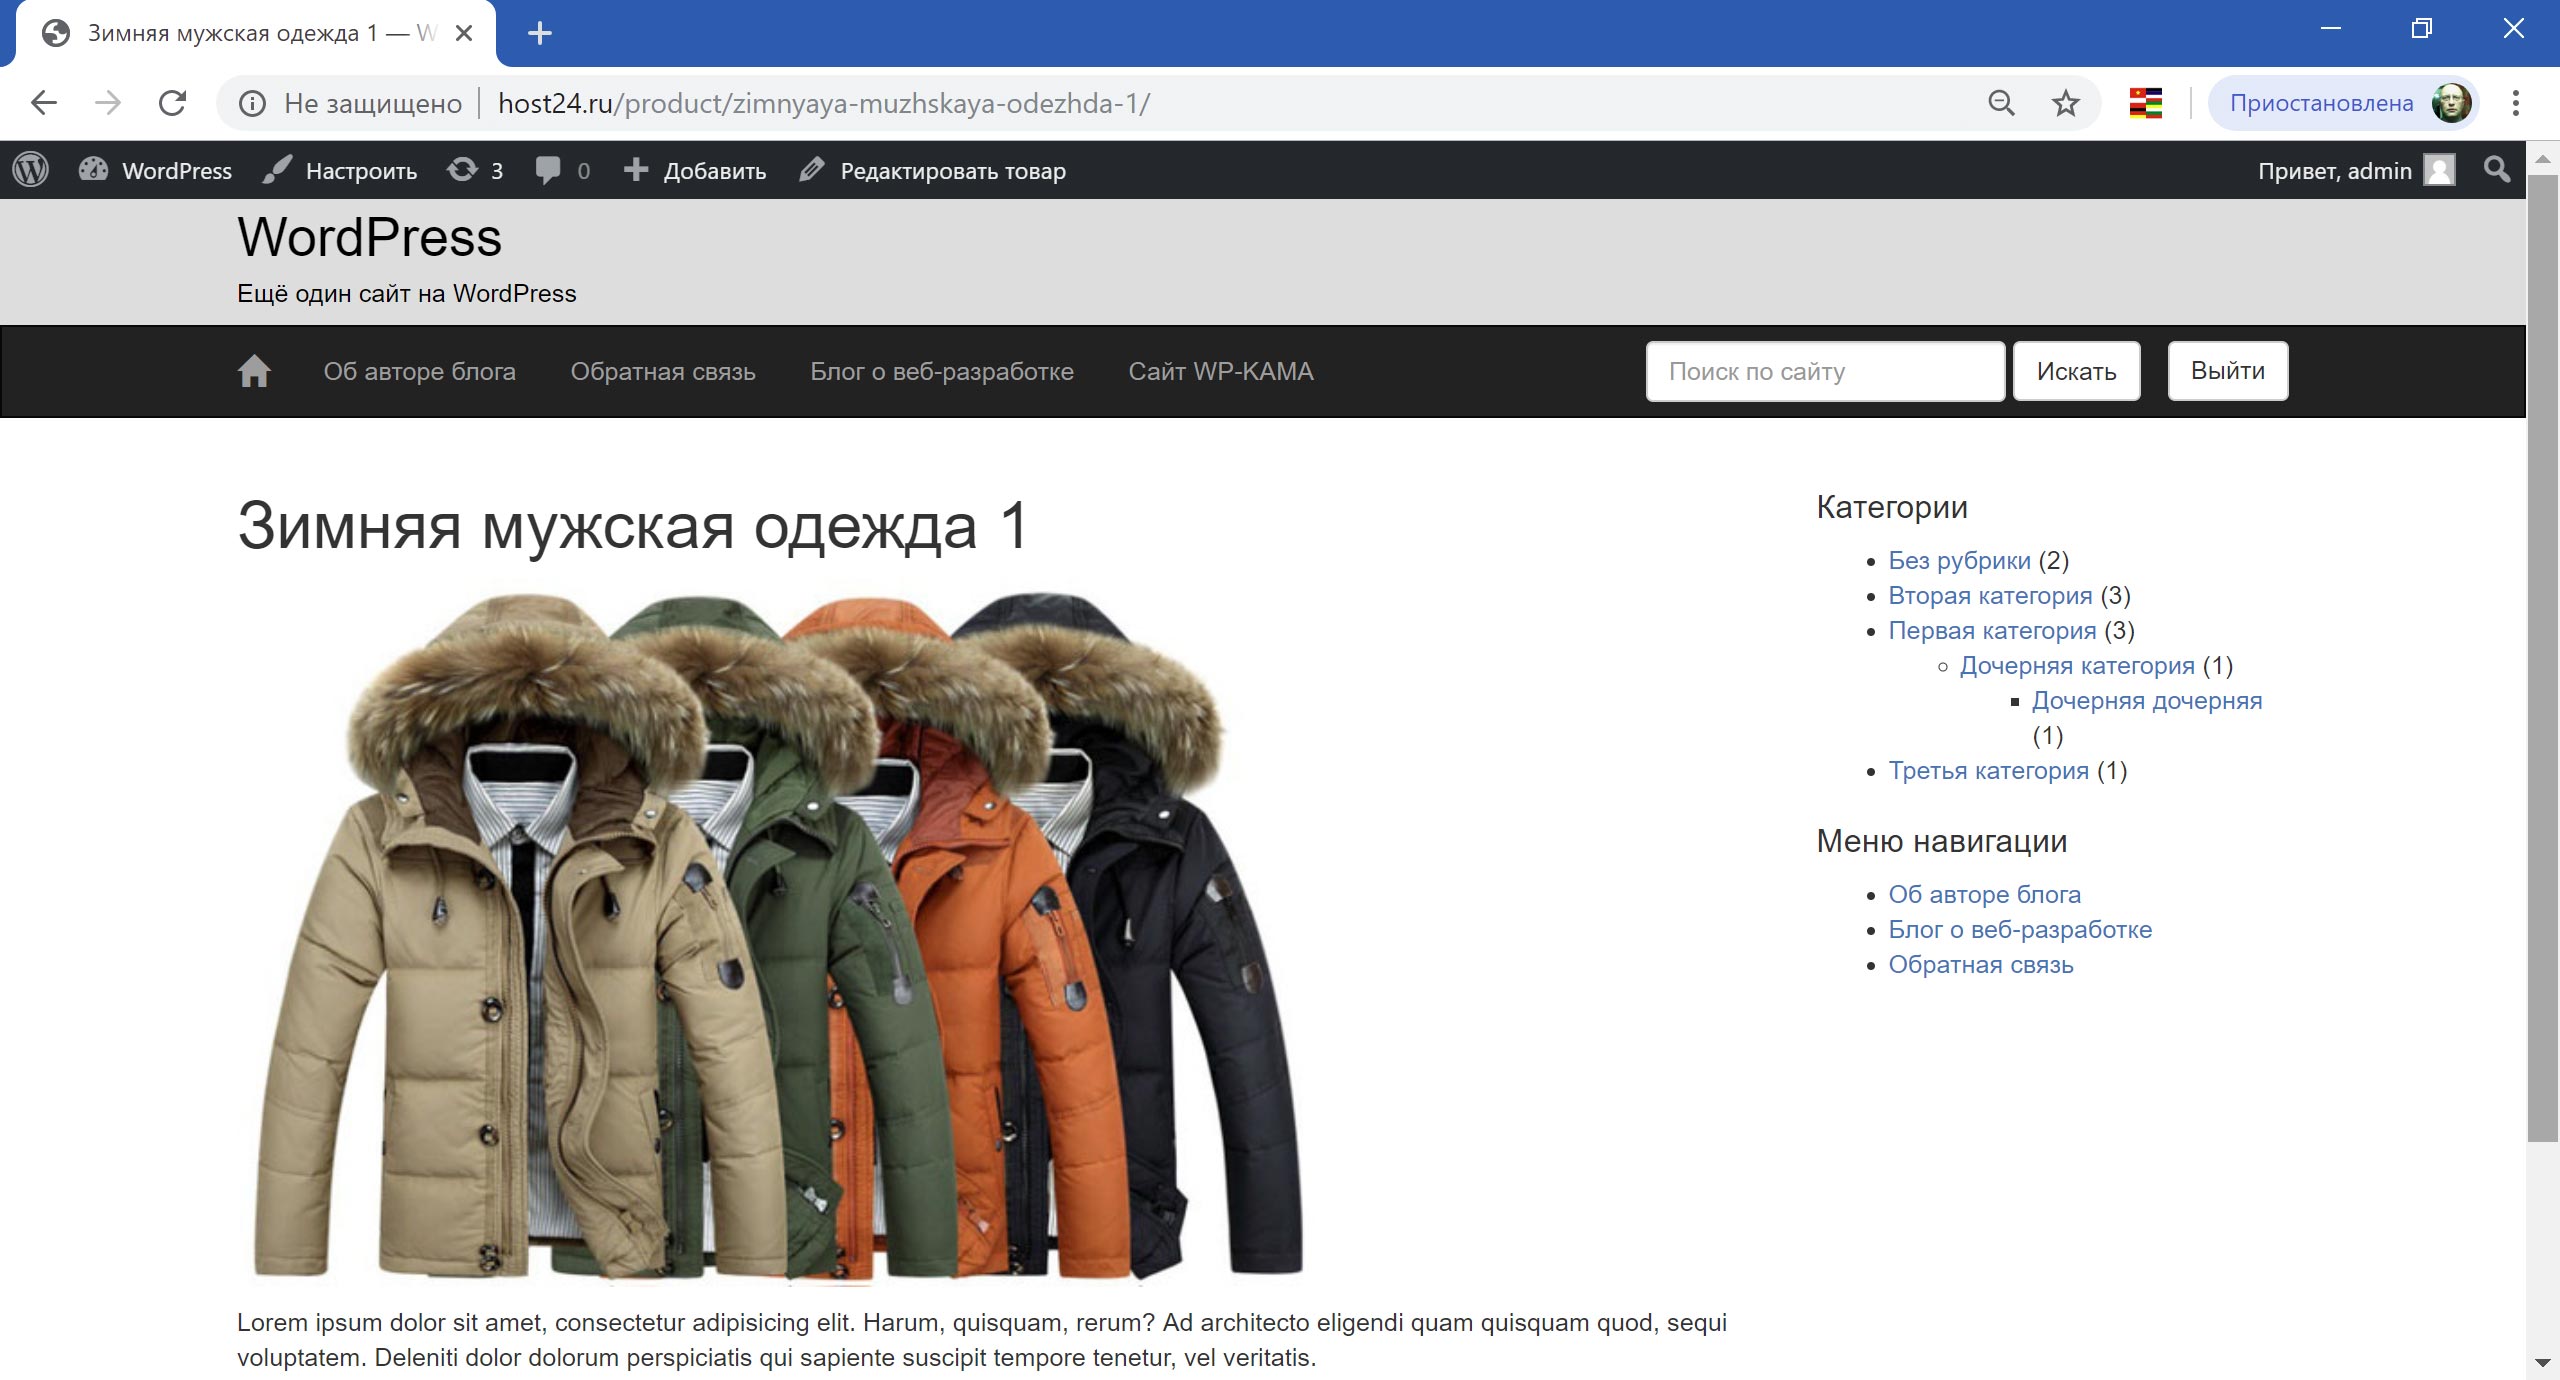 Зимняя мужская одежда 1 — W
Не защищено
host24.ru/product/zimnyaya-muzhskaya-odezhda-1/
Приостановлена
WordPress
Настроить
3
0
Добавить
Редактировать товар
Привет, admin
WordPress
Ещё один сайт на WordPress
Об авторе блога
Обратная связь
Блог о веб-разработке
Сайт WP-KAMA
Поиск по сайту
Искать
Выйти
Зимняя мужская одежда 1
Lorem ipsum dolor sit amet, consectetur adipisicing elit. Harum, quisquam, rerum? Ad architecto eligendi quam quisquam quod, sequi
voluptatem. Deleniti dolor dolorum perspiciatis qui sapiente suscipit tempore tenetur, vel veritatis.
Категории
Без рубрики (2)
Вторая категория (3)
Первая категория (3)
Дочерняя категория (1)
Дочерняя дочерняя
(1)
Третья категория (1)
Меню навигации
Об авторе блога
Блог о веб-разработке
Обратная связь